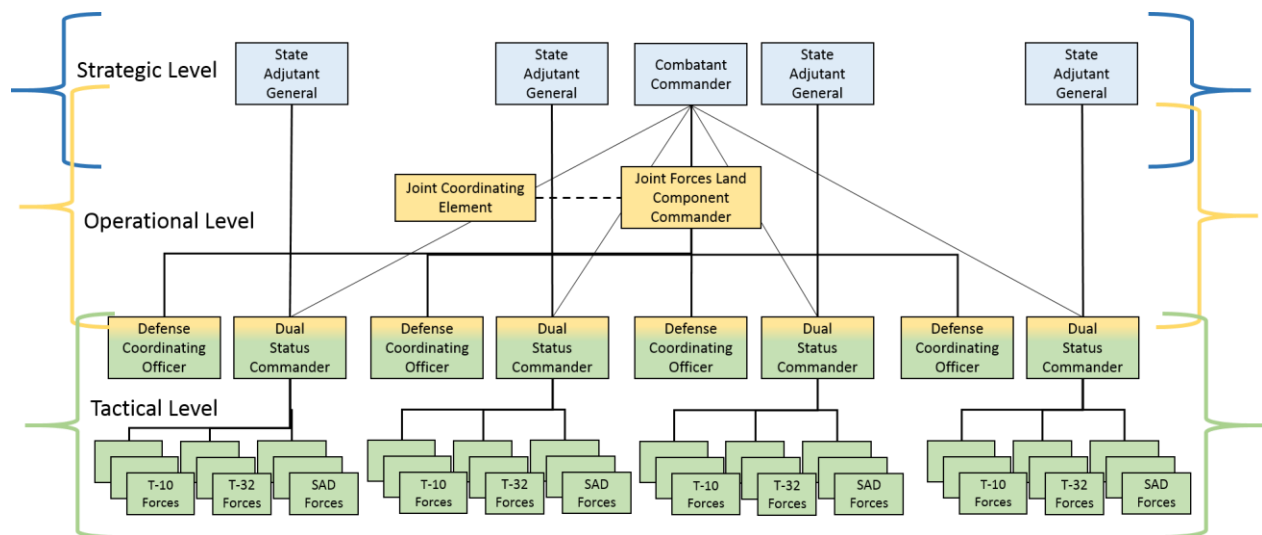 Strategic Level
State
Adjutant
General
State
Adjutant
General
Combatant
Commander
State
Adjutant
General
State
Adjutant
General
Joint Coordinating
Element
Joint Forces Land
Component
Commander
Operational Level
Defense
Coordinating
Officer
Dual
Status
Commander
Defense
Coordinating
Officer
Dual
Status
Commander
Defense
Coordinating
Officer
Dual
Status
Commander
Defense
Coordinating
Officer
Dual
Status
Commander
Tactical Level
T-10
Forces
T-32
Forces
SAD
Forces
T-10
Forces
T-32
Forces
SAD
Forces
T-10
Forces
T-32
Forces
SAD
Forces
T-10
Forces
T-32
Forces
SAD
Forces